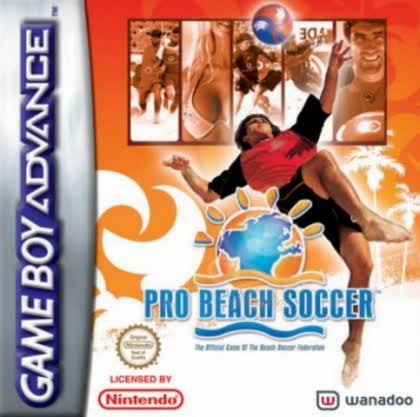 GAME BOY ADVANCE
PRO BEACH SOCCER™
The Official Game Of The Beach Soccer Federation
Original
Nintendo
Seal of
Quality
LICENSED BY
Nintendo
wanadoo